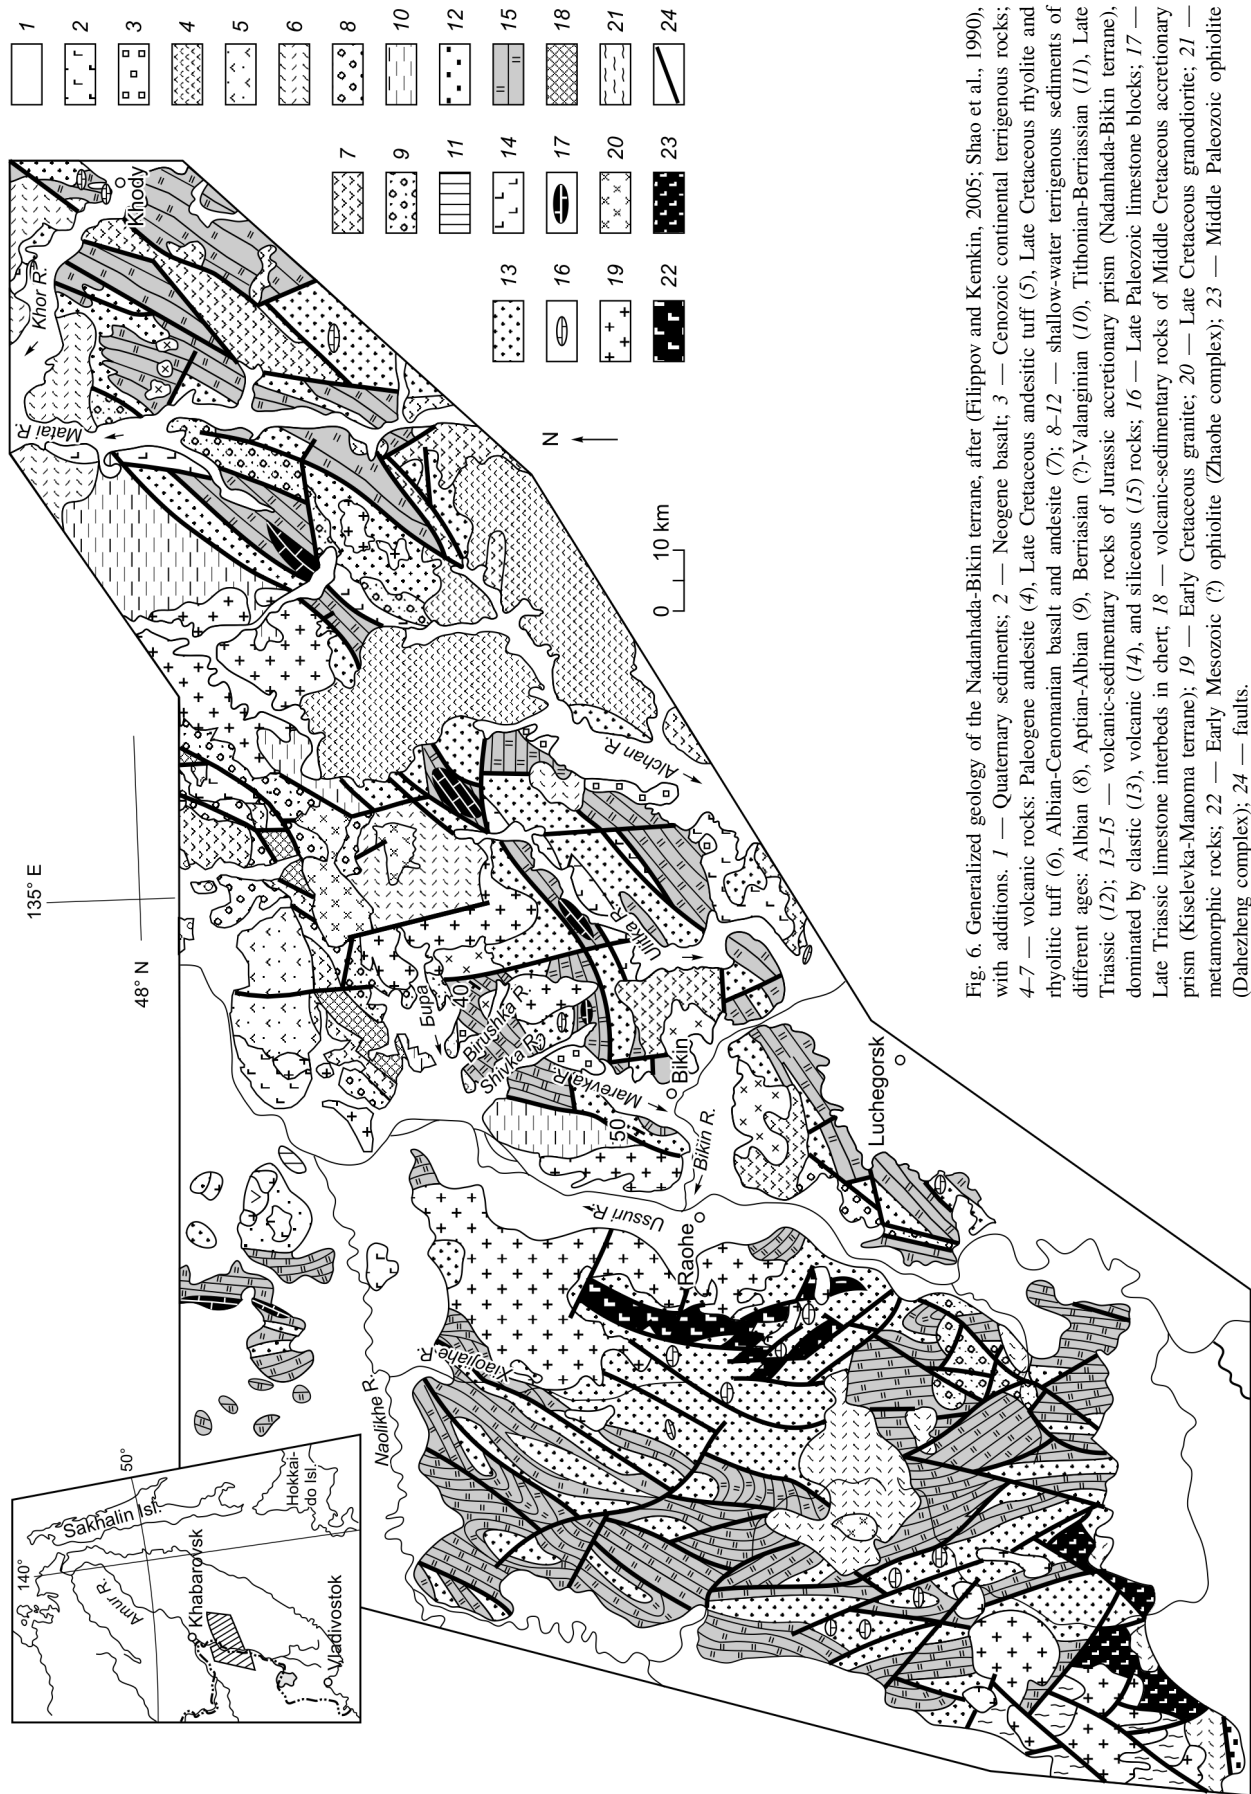 1
2
3
4
5
6
8
10
12
15
18
21
24
7
9
11
14
17
20
23
13
16
19
22
Khody
Khor R.
Matai R.
N
0
10 km
135° E
48° N
Alchan R.
Ulitka R.
Бира
40
Birushka R.
Shivka R.
Marevka R.
50
Bikin
Bikin R.
Luchegorsk
Ussuri R.
Raohe
Naolikhe R.
Xiaojiahe R.
140°
50°
Sakhalin Isl.
Hokkai-
do Isl.
Amur R.
Khabarovsk
Vladivostok
Fig. 6. Generalized geology of the Nadanhada-Bikin terrane, after (Filippov and Kemkin, 2005; Shao et al., 1990),
with additions. 1 — Quaternary sediments; 2 — Neogene basalt; 3 — Cenozoic continental terrigenous rocks;
4–7 — volcanic rocks: Paleogene andesite (4), Late Cretaceous andesitic tuff (5), Late Cretaceous rhyolite and
rhyolitic tuff (6), Albian-Cenomanian basalt and andesite (7); 8–12 — shallow-water terrigenous sediments of
different ages: Albian (8), Aptian-Albian (9), Berriasian (?)-Valanginian (10), Tithonian-Berriassian (11), Late
Triassic (12); 13–15 — volcanic-sedimentary rocks of Jurassic accretionary prism (Nadanhada-Bikin terrane),
dominated by clastic (13), volcanic (14), and siliceous (15) rocks; 16 — Late Paleozoic limestone blocks; 17 —
Late Triassic limestone interbeds in chert; 18 — volcanic-sedimentary rocks of Middle Cretaceous accretionary
prism (Kiselevka-Manoma terrane); 19 — Early Cretaceous granite; 20 — Late Cretaceous granodiorite; 21 —
metamorphic rocks; 22 — Early Mesozoic (?) ophiolite (Zhaohe complex); 23 — Middle Paleozoic ophiolite
(Dahezheng complex); 24 — faults.